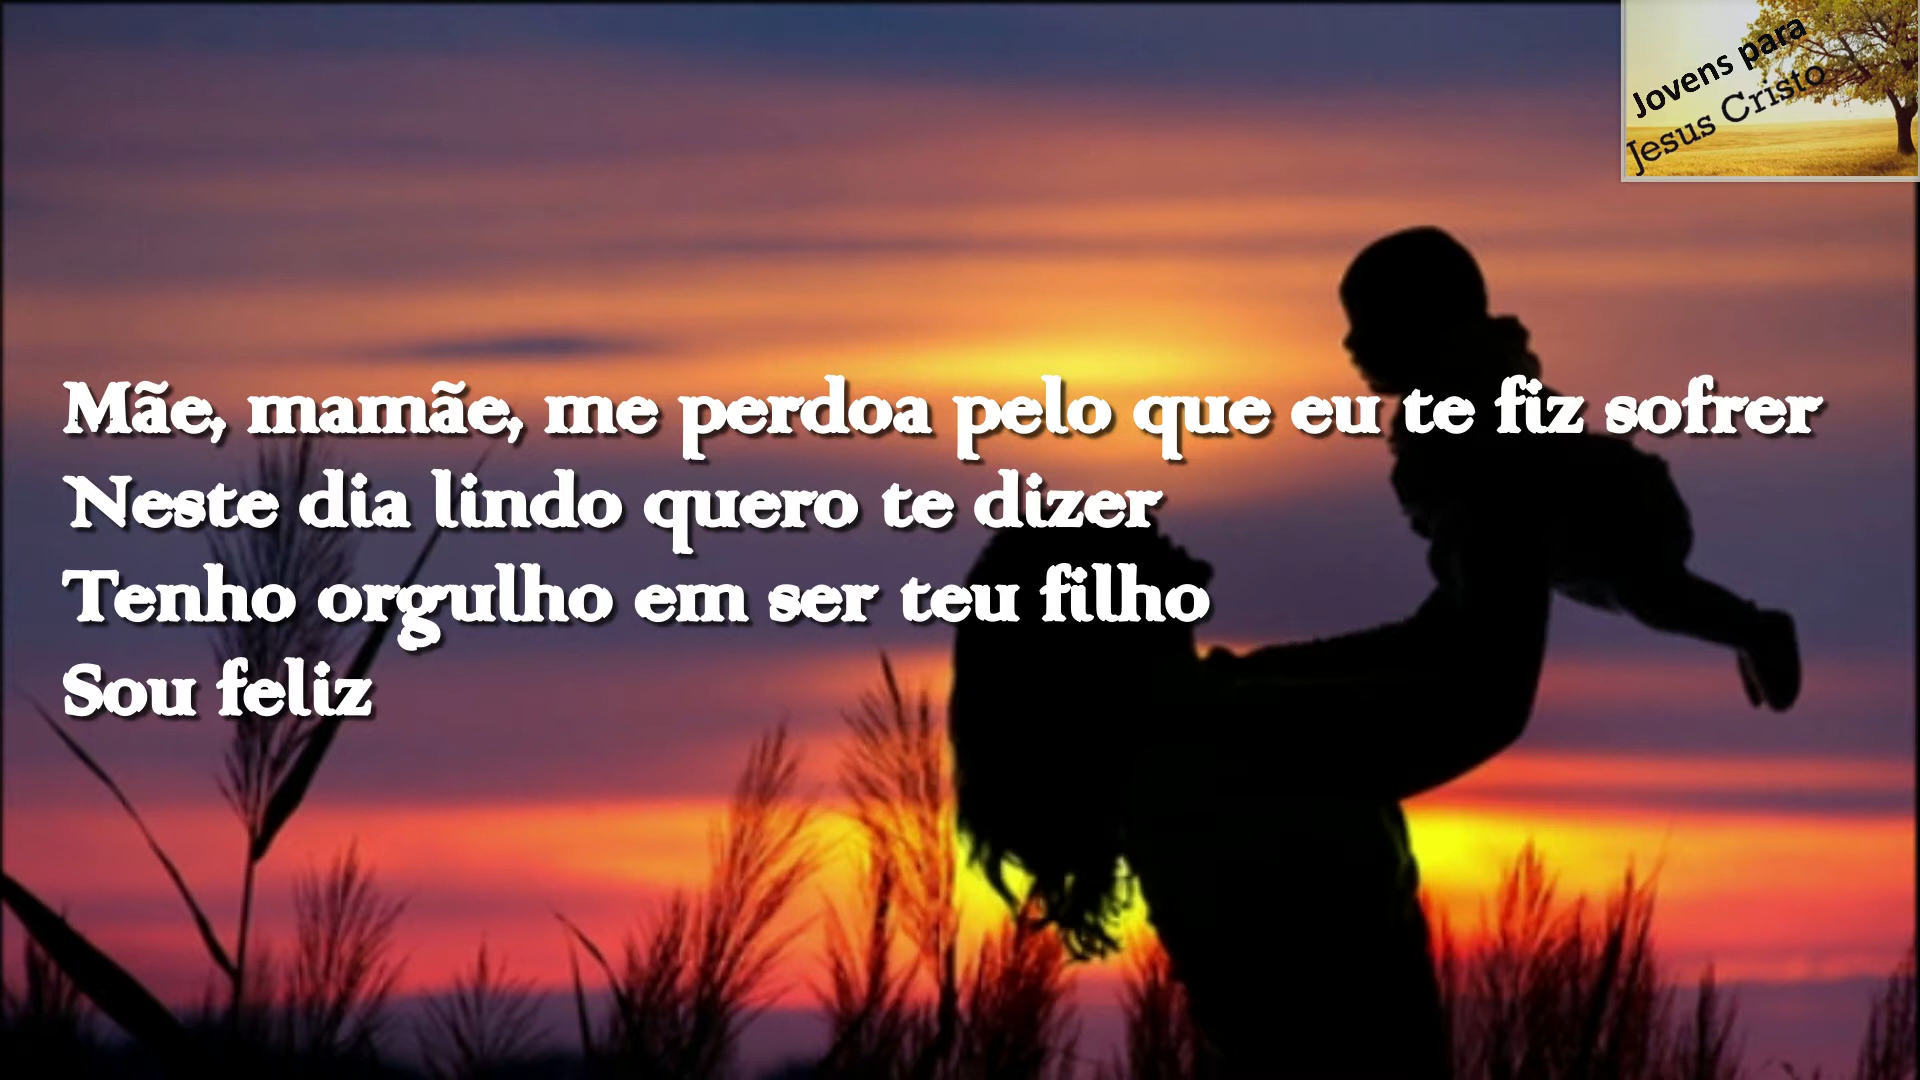 Jovens para
Jesus Cristo
Mãe, mamãe, me perdoa pelo que eu te fiz sofrer
Neste dia lindo quero te dizer
Tenho orgulho em ser teu filho
Sou feliz